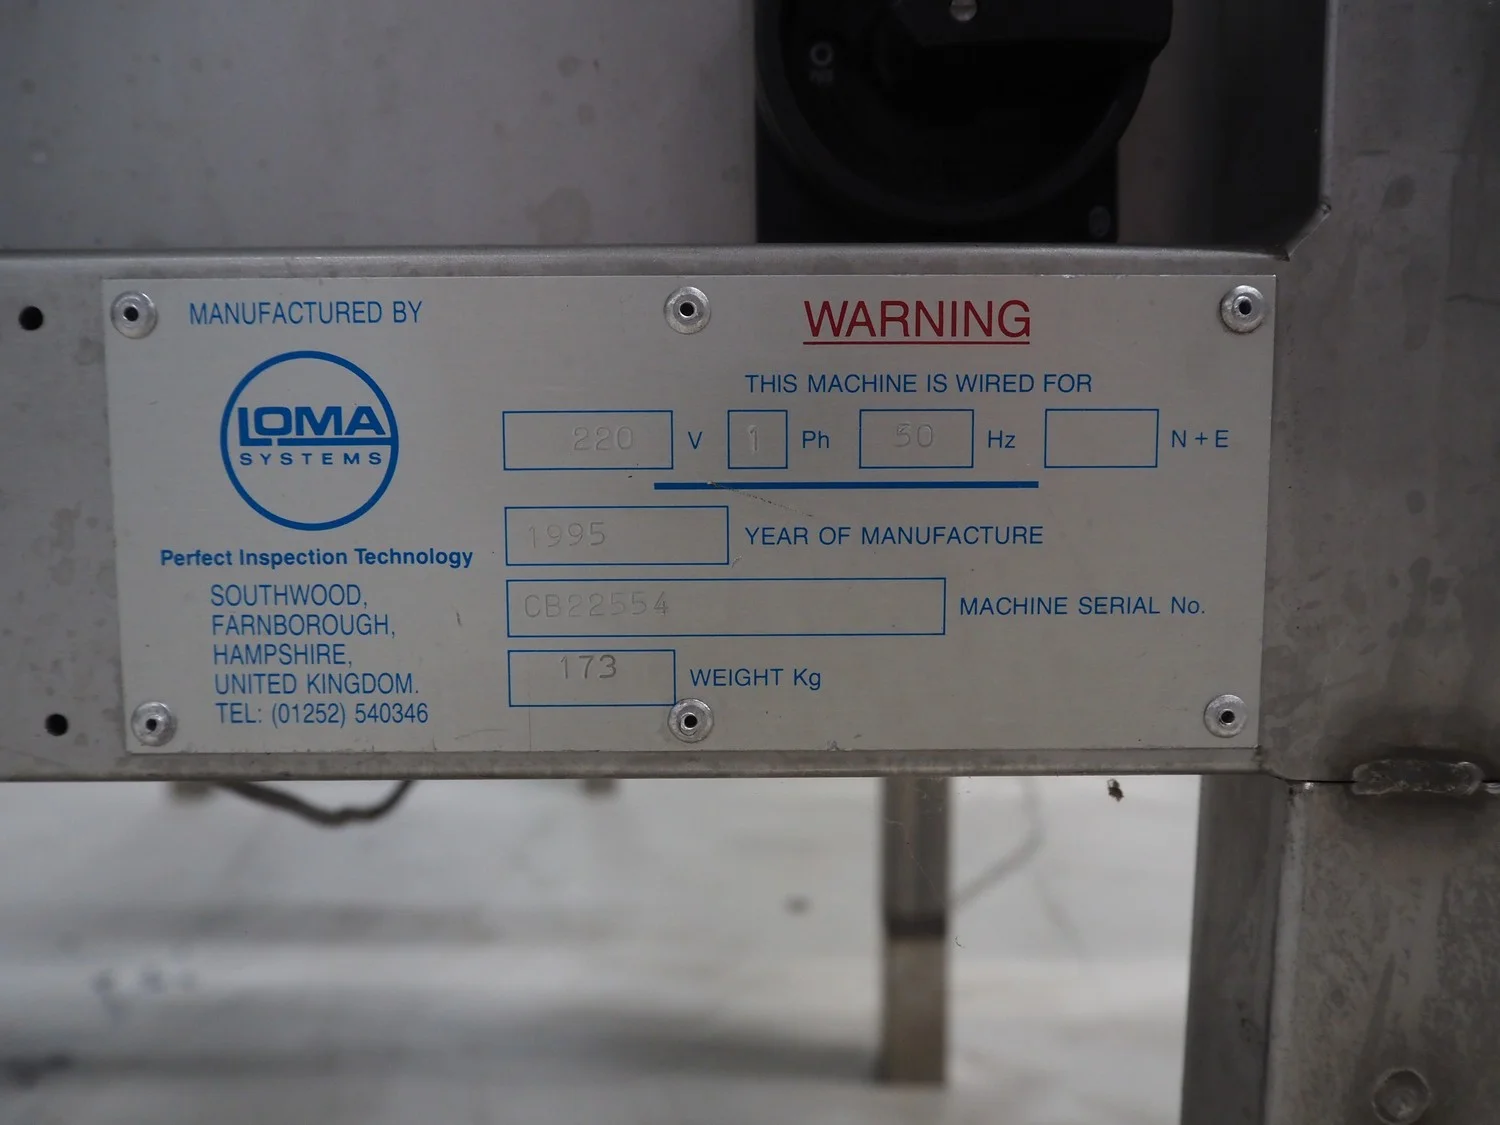 MANUFACTURED BY
LOMA
SYSTEMS
Perfect Inspection Technology
SOUTHWOOD,
FARNBOROUGH,
HAMPSHIRE,
UNITED KINGDOM.
TEL: (01252) 540346
WARNING
THIS MACHINE IS WIRED FOR
220 V 1 Ph 50 Hz N + E
1995 YEAR OF MANUFACTURE
CB22554 MACHINE SERIAL No.
173 WEIGHT Kg